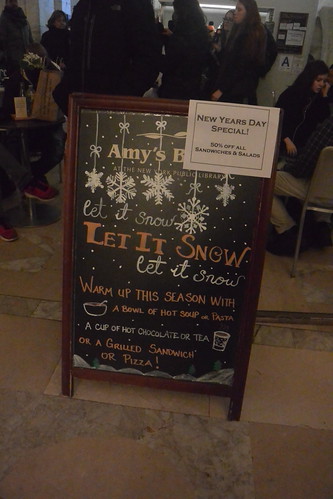 A
NEW YEARS DAY
SPECIAL!
50% OFF ALL
SANDWICHES & SALADS
Amy's B
THE NEW YORK PUBLIC LIBRARY
let it snow
LET IT SNOW
let it snow
WARM UP THIS SEASON WITH
A BOWL OF HOT SOUP OR PASTA
A CUP OF HOT CHOCOLATE OR TEA
OR A GRILLED SANDWICH
OR PIZZA!